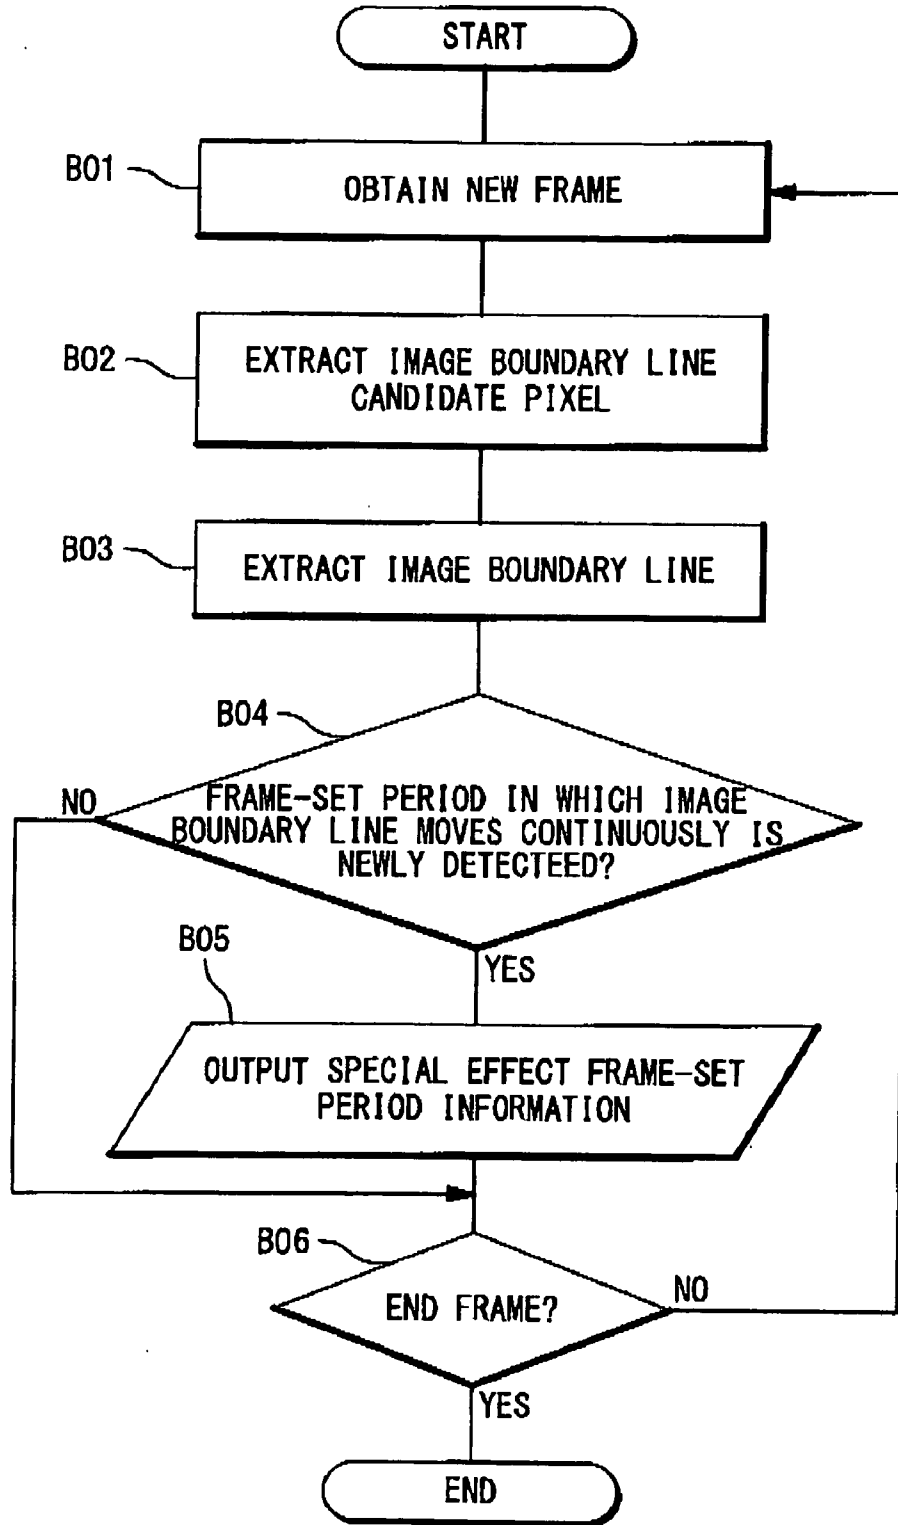 START
B01
OBTAIN NEW FRAME
B02
EXTRACT IMAGE BOUNDARY LINE
CANDIDATE PIXEL
B03
EXTRACT IMAGE BOUNDARY LINE
B04
NO
FRAME-SET PERIOD IN WHICH IMAGE
BOUNDARY LINE MOVES CONTINUOUSLY IS
NEWLY DETECTEED?
B05
YES
OUTPUT SPECIAL EFFECT FRAME-SET
PERIOD INFORMATION
B06
END FRAME?
NO
YES
END